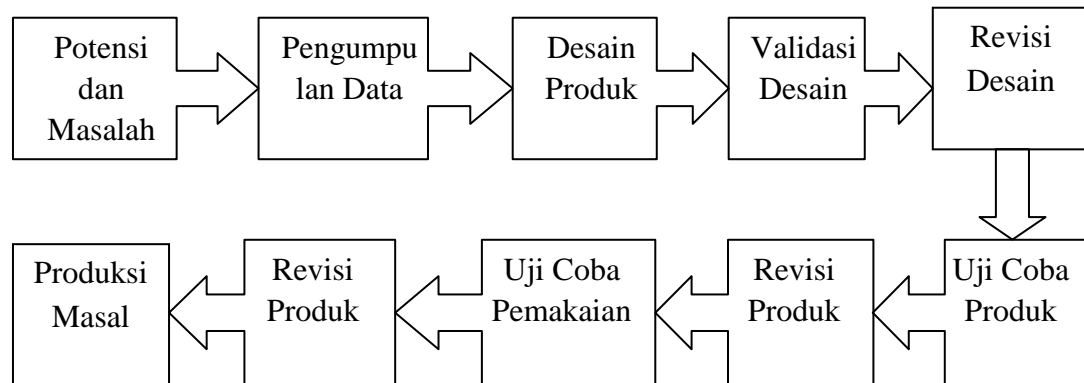 Potensi
dan
Masalah
Pengumpu
lan Data
Desain
Produk
Validasi
Desain
Revisi
Desain
Uji Coba
Produk
Revisi
Produk
Uji Coba
Pemakaian
Revisi
Produk
Produksi
Masal